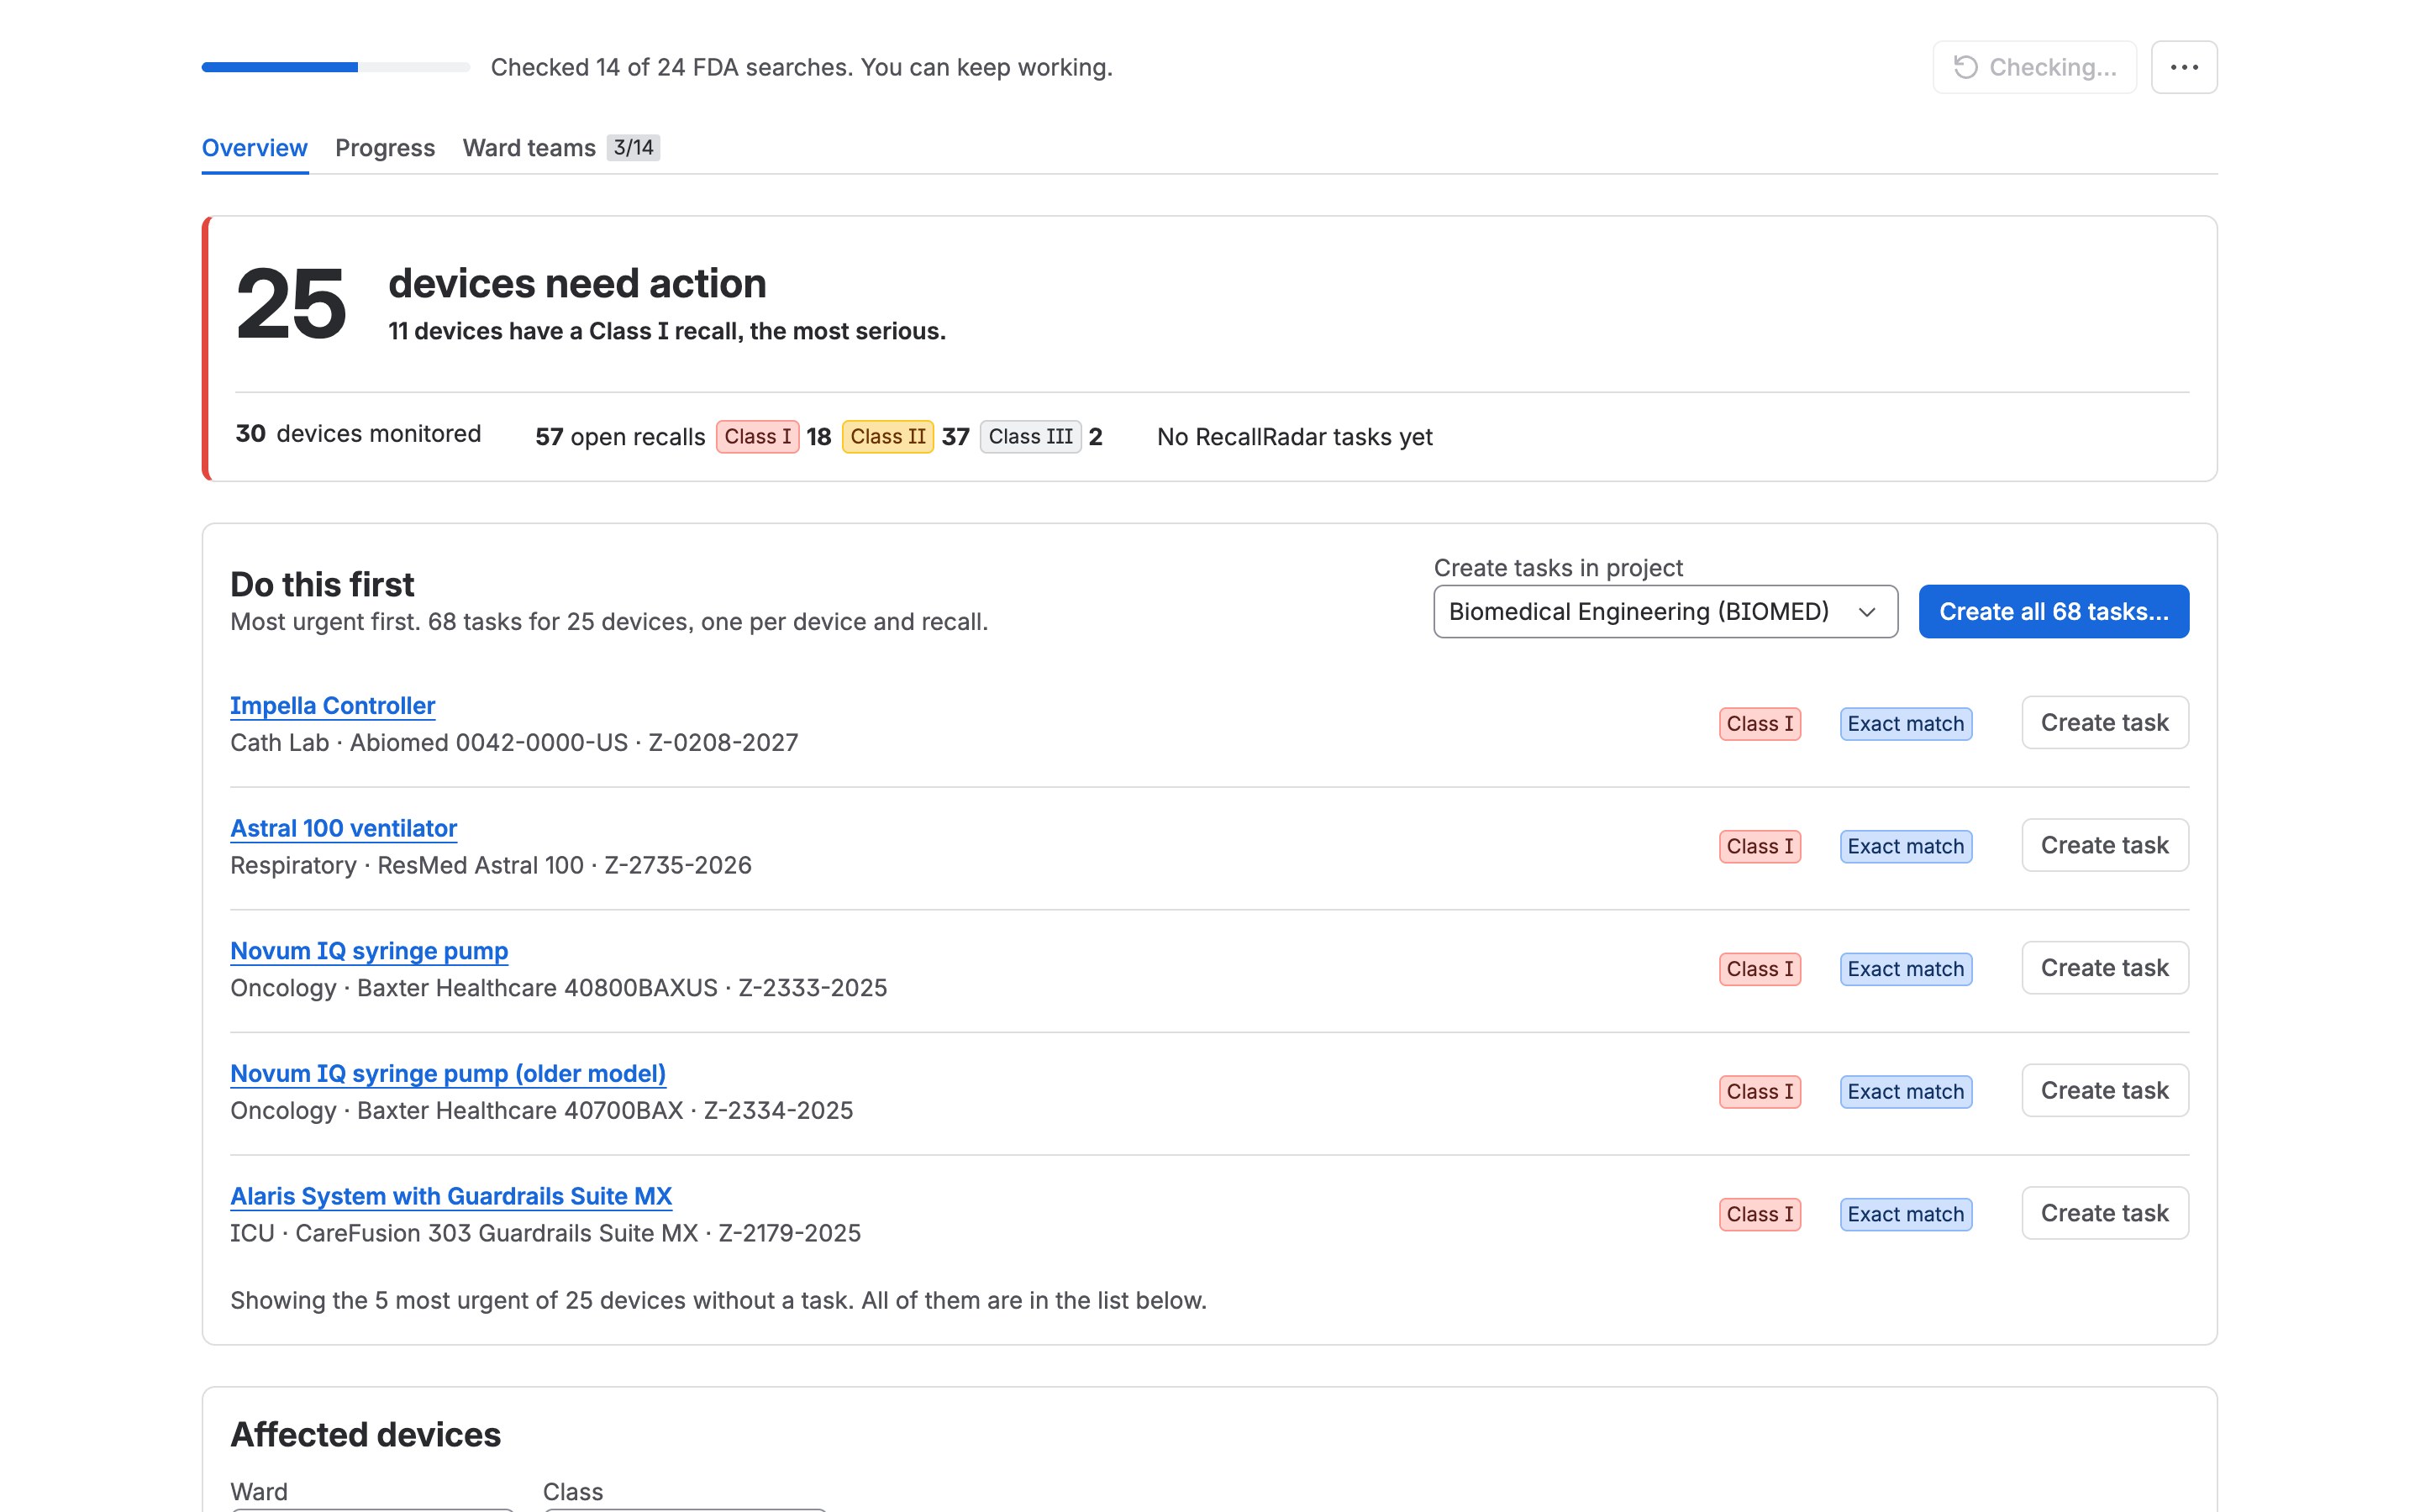 Checked 14 of 24 FDA searches. You can keep working.
Checking...
Overview Progress Ward teams 3/14
25 devices need action
11 devices have a Class I recall, the most serious.
30 devices monitored 57 open recalls Class I 18 Class II 37 Class III 2 No RecallRadar tasks yet
Do this first
Most urgent first. 68 tasks for 25 devices, one per device and recall.
Create tasks in project
Biomedical Engineering (BIOMED)
Create all 68 tasks...
Impella Controller
Cath Lab · Abiomed 0042-0000-US · Z-0208-2027
Class I Exact match Create task
Astral 100 ventilator
Respiratory · ResMed Astral 100 · Z-2735-2026
Class I Exact match Create task
Novum IQ syringe pump
Oncology · Baxter Healthcare 40800BAXUS · Z-2333-2025
Class I Exact match Create task
Novum IQ syringe pump (older model)
Oncology · Baxter Healthcare 40700BAX · Z-2334-2025
Class I Exact match Create task
Alaris System with Guardrails Suite MX
ICU · CareFusion 303 Guardrails Suite MX · Z-2179-2025
Class I Exact match Create task
Showing the 5 most urgent of 25 devices without a task. All of them are in the list below.
Affected devices
Ward Class